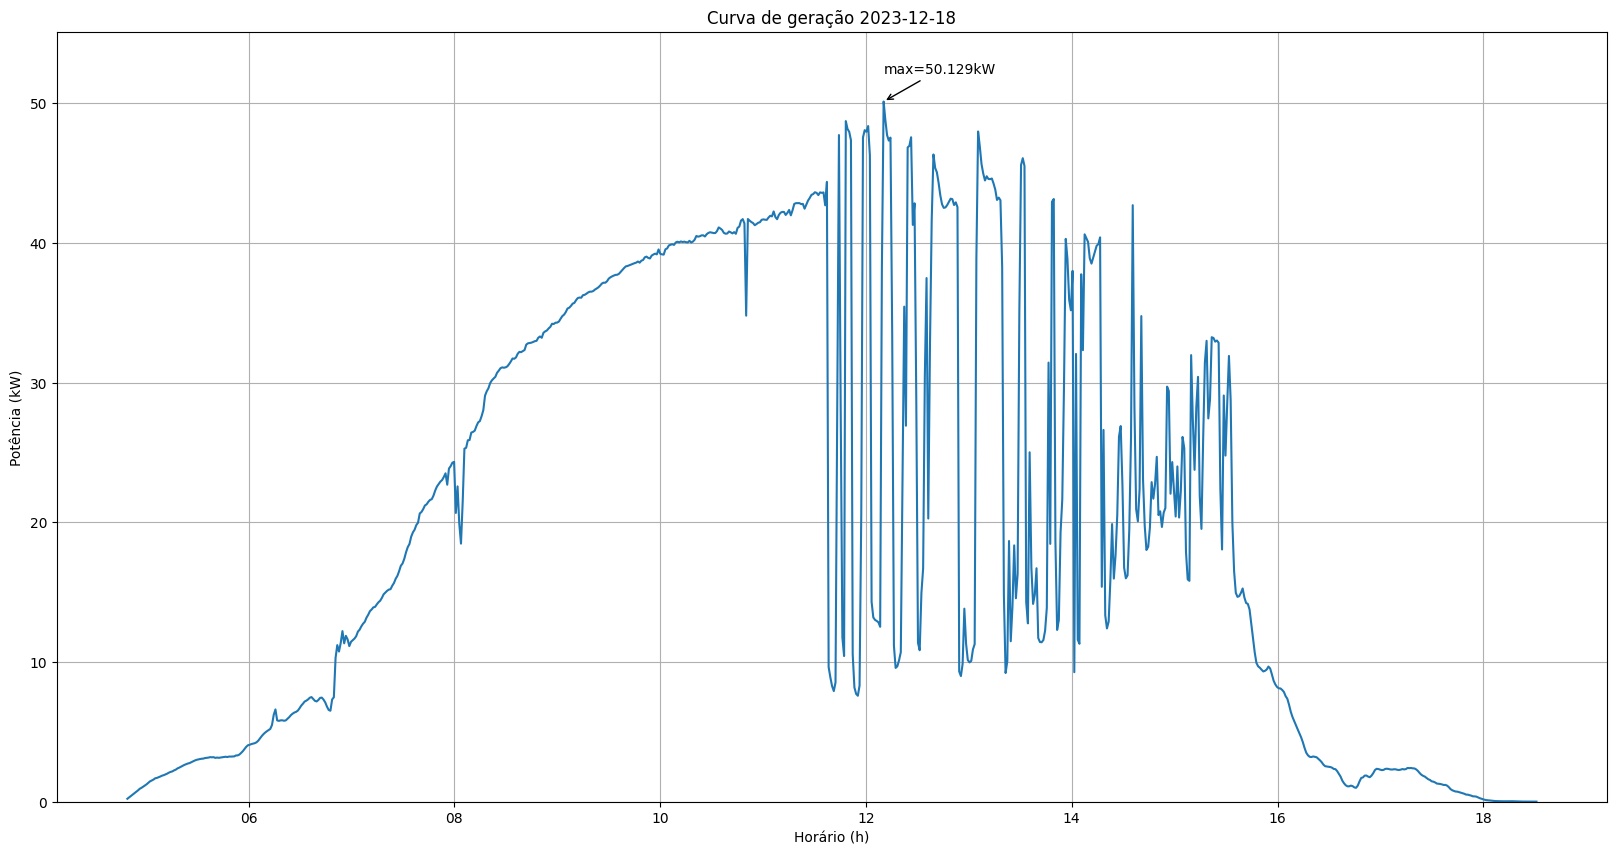 Curva de geração 2023-12-18
max=50.129kW
Potência (kW)
50
40
30
20
10
0
06 08 10 12 14 16 18
Horário (h)